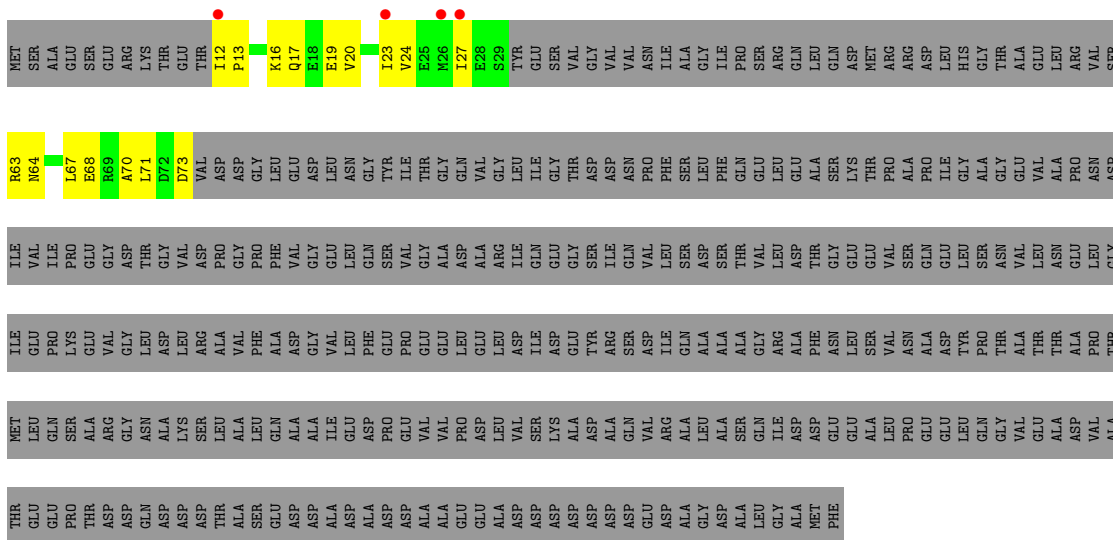 MET SER ALA GLU SER GLU ARG LYS THR GLU THR I12 P13 K16 Q17 E18 E19 V20 I23 V24 E25 M26 I27 E28 S29 TYR GLU SER VAL GLY VAL VAL ASN ILE ALA GLY ILE PRO SER ARG GLN LEU GLN ASP MET ARG ARG ASP LEU HIS GLY THR ALA GLU LEU ARG VAL SER
R63 N64 L67 E68 R69 A70 L71 D72 D73 VAL ASP ASP GLY LEU GLU ASP LEU ASN GLY TYR ILE THR GLY GLN VAL GLY LEU ILE GLY THR ASP ASP ASN PRO PHE SER LEU PHE GLN GLU LEU GLU ALA SER LYS THR PRO ALA PRO ILE GLY ALA GLY GLU VAL ALA PRO ASN ASP
ILE VAL ILE PRO GLU GLY ASP THR GLY VAL ASP PRO GLY PRO PHE VAL GLY GLU LEU GLN SER VAL GLY ALA ASP ALA ARG ILE GLN GLU GLY SER ILE GLN VAL LEU SER ASP SER THR VAL LEU ASP THR GLY GLU GLU VAL SER GLN GLU LEU SER ASN VAL LEU ASN GLU LEU GLY
ILE GLU PRO LYS GLU VAL GLY LEU ASP LEU ARG ALA VAL PHE ALA ASP GLY VAL LEU PHE GLU PRO GLU GLU LEU GLU LEU ASP ILE ASP GLU TYR ARG SER ASP ILE GLN ALA ALA ALA GLY ARG ALA PHE ASN LEU SER VAL ASN ALA ASP TYR PRO THR ALA THR THR ALA PRO THR
MET LEU GLN SER ALA ARG GLY ASN ALA LYS SER LEU ALA LEU GLN ALA ALA ILE GLU ASP PRO GLU VAL VAL PRO ASP LEU VAL SER LYS ALA ASP ALA GLN VAL ARG ALA LEU ALA SER GLN ILE ASP ASP GLU GLU ALA LEU PRO GLU GLU LEU GLN GLY VAL GLU ALA ASP VAL ALA
THR GLU GLU PRO THR ASP ASP GLN ASP ASP ASP THR ALA SER GLU ASP ASP ALA ASP ALA ASP ASP ALA ALA GLU GLU ALA ASP ASP ASP ASP ASP ASP ASP GLU ASP ALA GLY ASP ALA LEU GLY ALA MET PHE